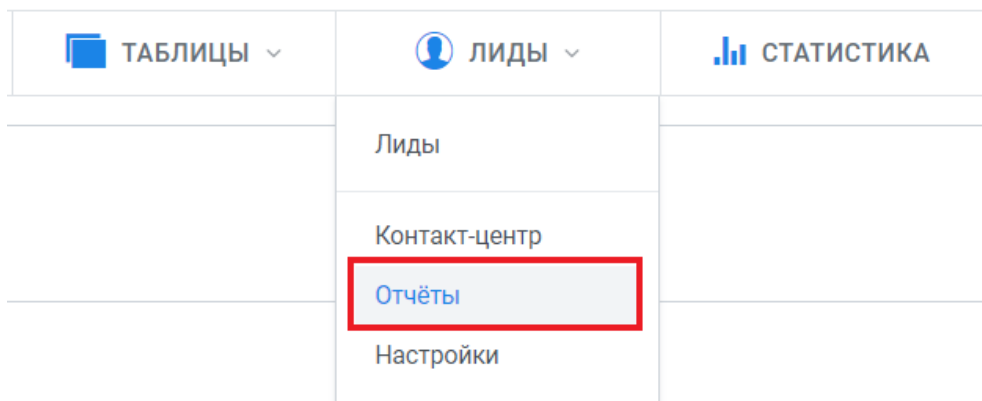 ТАБЛИЦЫ ЛИДЫ СТАТИСТИКА
Лиды
Контакт-центр
Отчёты
Настройки